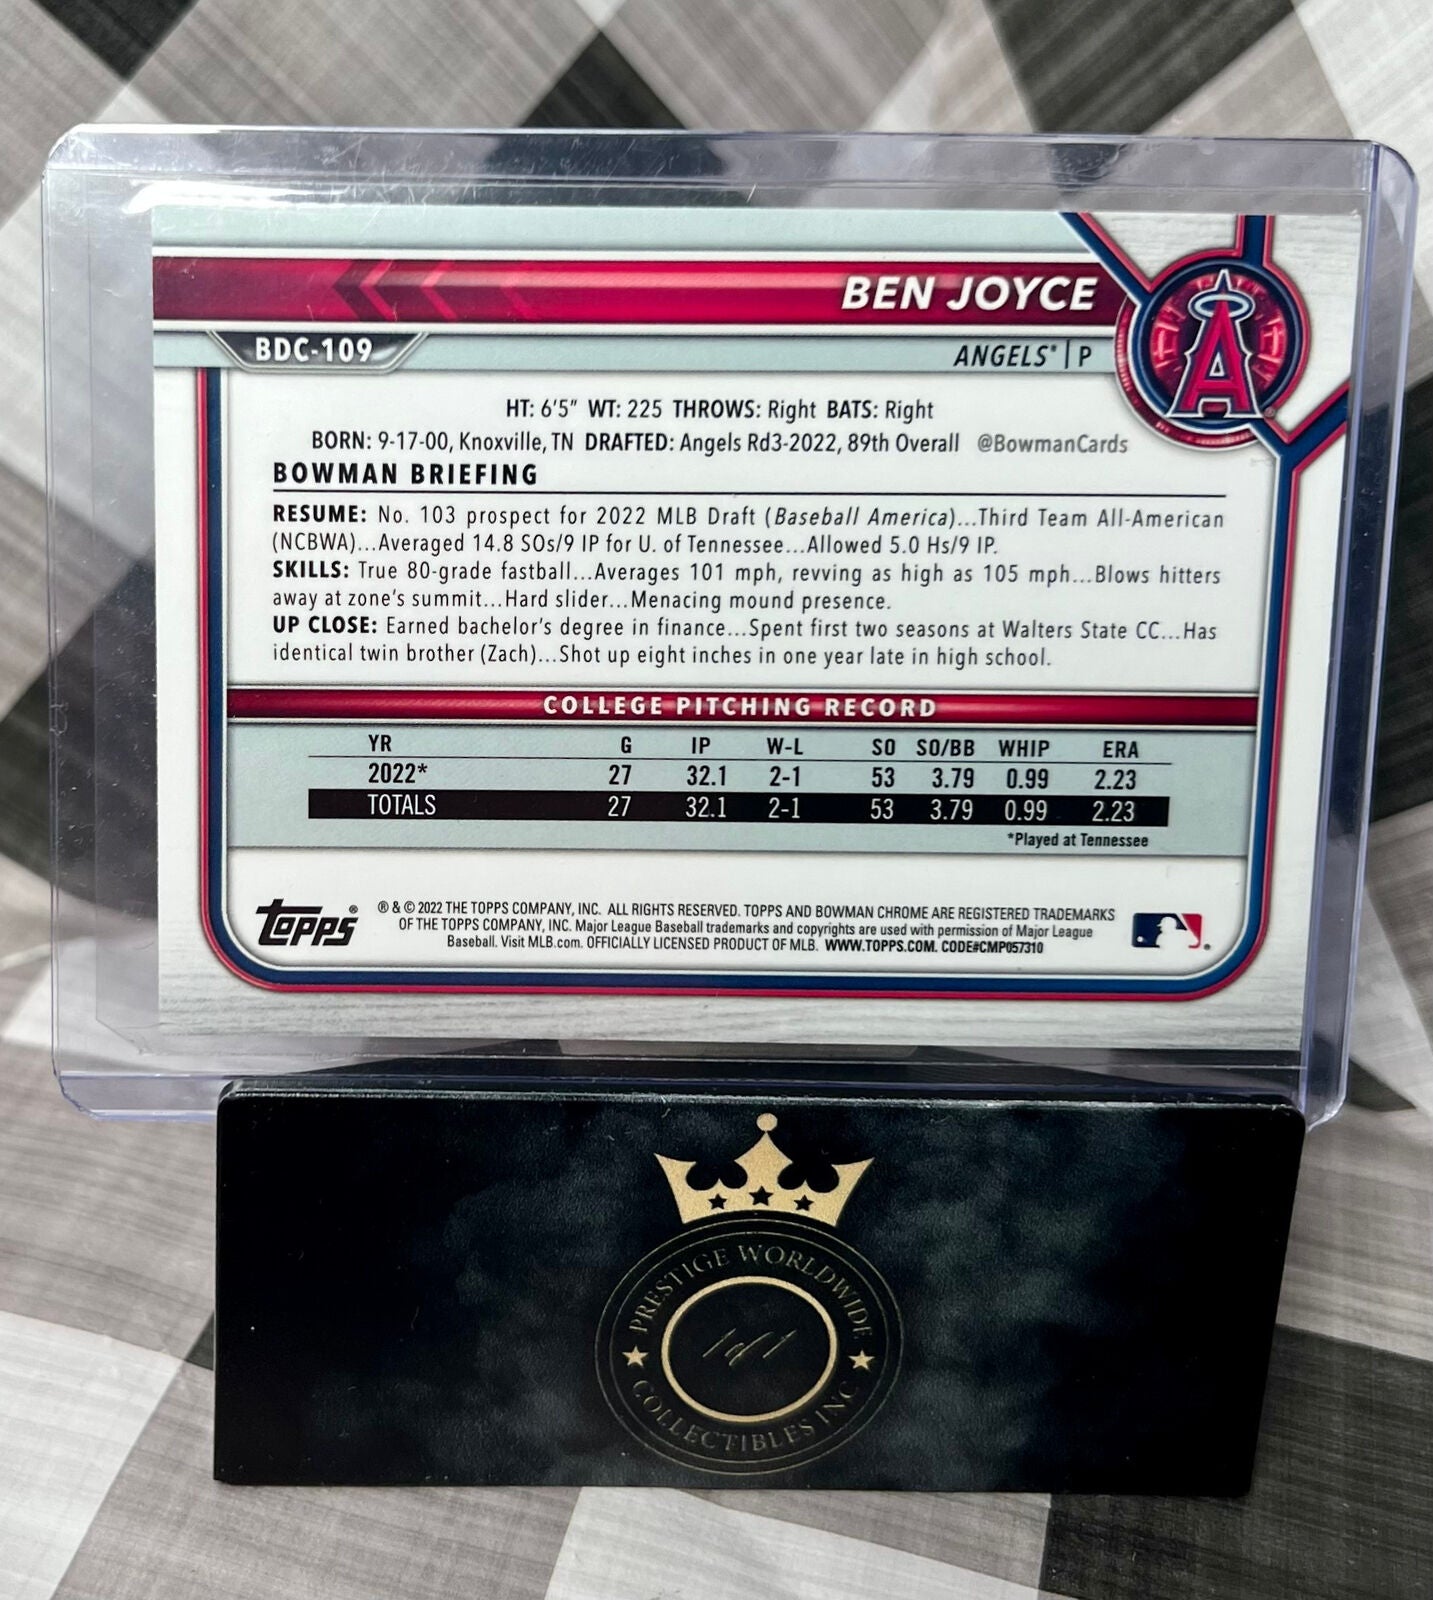 BEN JOYCE
BDC-109
ANGELS® | P
A
HT: 6'5" WT: 225 THROWS: Right BATS: Right
BORN: 9-17-00, Knoxville, TN DRAFTED: Angels Rd3-2022, 89th Overall @BowmanCards
BOWMAN BRIEFING
RESUME: No. 103 prospect for 2022 MLB Draft (Baseball America)...Third Team All-American
(NCBWA)...Averaged 14.8 SOs/9 IP for U. of Tennessee...Allowed 5.0 Hs/9 IP.
SKILLS: True 80-grade fastball...Averages 101 mph, revving as high as 105 mph...Blows hitters
away at zone's summit...Hard slider...Menacing mound presence.
UP CLOSE: Earned bachelor's degree in finance...Spent first two seasons at Walters State CC...Has
identical twin brother (Zach)...Shot up eight inches in one year late in high school.
COLLEGE PITCHING RECORD
YR G IP W-L SO SO/BB WHIP ERA
2022* 27 32.1 2-1 53 3.79 0.99 2.23
TOTALS 27 32.1 2-1 53 3.79 0.99 2.23
*Played at Tennessee
topps®
® & © 2022 THE TOPPS COMPANY, INC. ALL RIGHTS RESERVED. TOPPS AND BOWMAN CHROME ARE REGISTERED TRADEMARKS
OF THE TOPPS COMPANY, INC. Major League Baseball trademarks and copyrights are used with permission of Major League
Baseball. Visit MLB.com. OFFICIALLY LICENSED PRODUCT OF MLB. WWW.TOPPS.COM. CODE#CMP057310
PRESTIGE WORLDWIDE
1 of 1
COLLECTIBLES INC